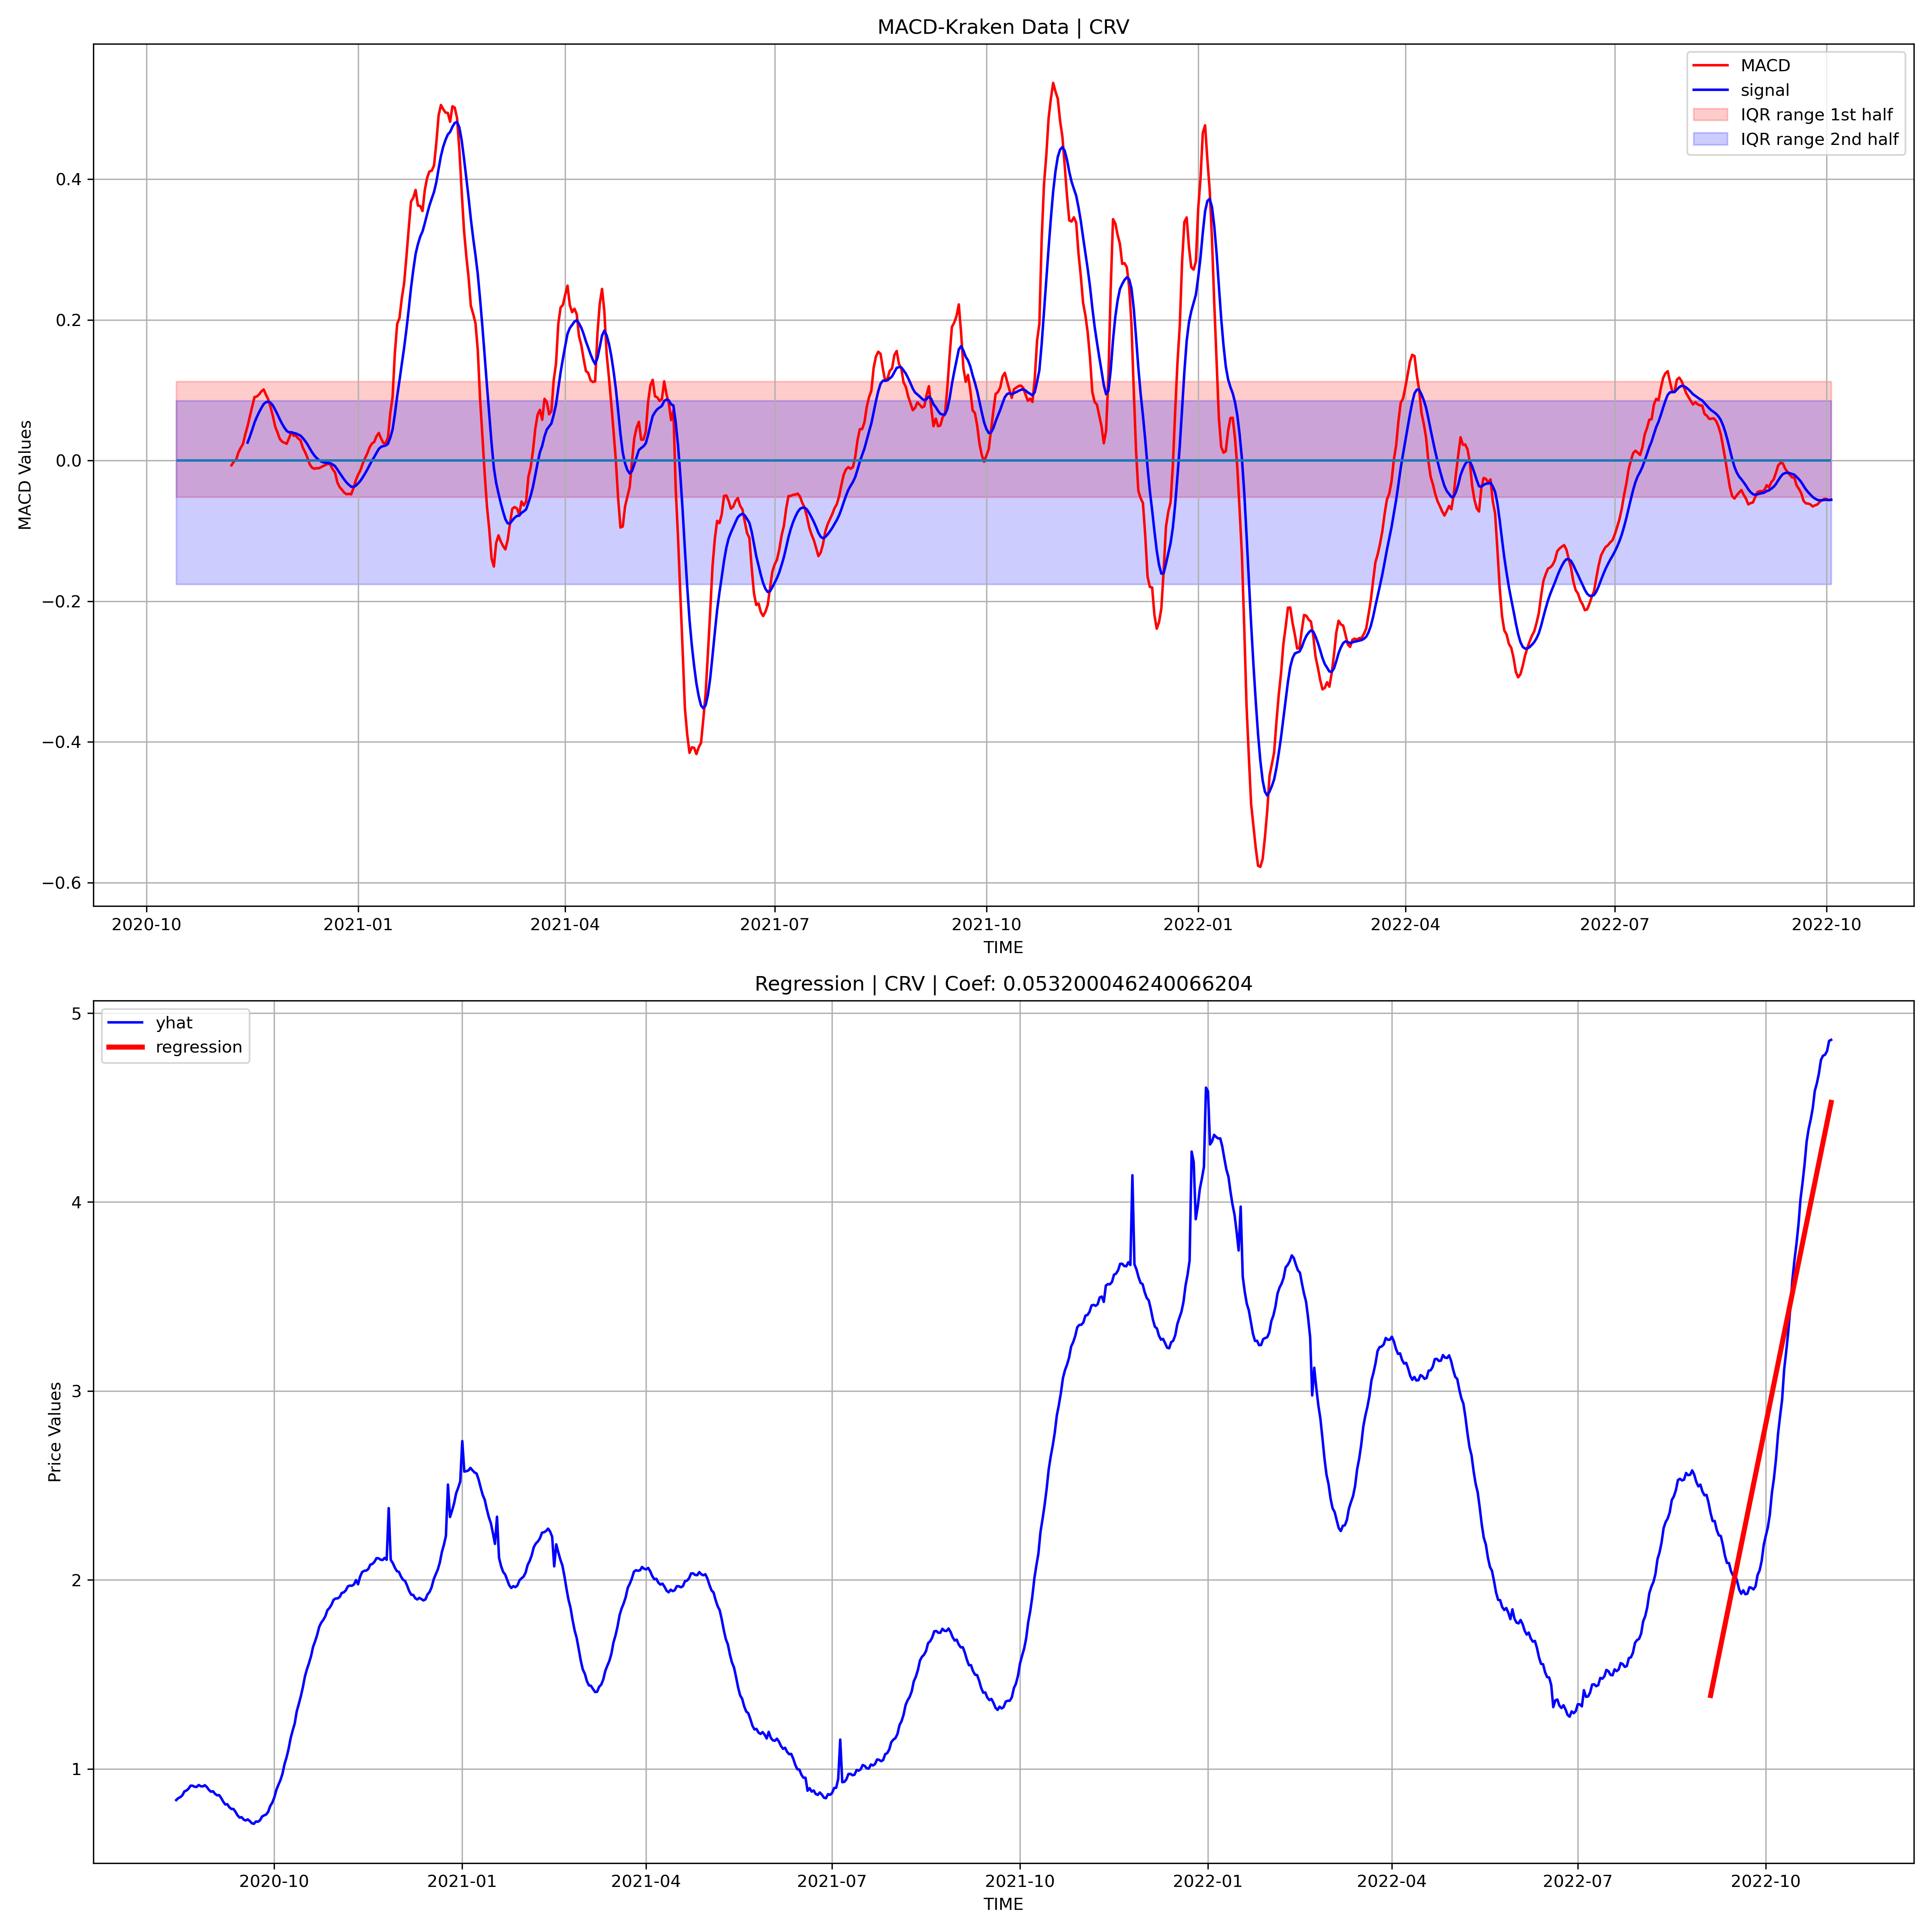 MACD-Kraken Data | CRV
MACD
signal
IQR range 1st half
IQR range 2nd half
MACD Values
0.4
0.2
0.0
−0.2
−0.4
−0.6
2020-10 2021-01 2021-04 2021-07 2021-10 2022-01 2022-04 2022-07 2022-10
TIME
Regression | CRV | Coef: 0.053200046240066204
yhat
regression
Price Values
5
4
3
2
1
2020-10 2021-01 2021-04 2021-07 2021-10 2022-01 2022-04 2022-07 2022-10
TIME